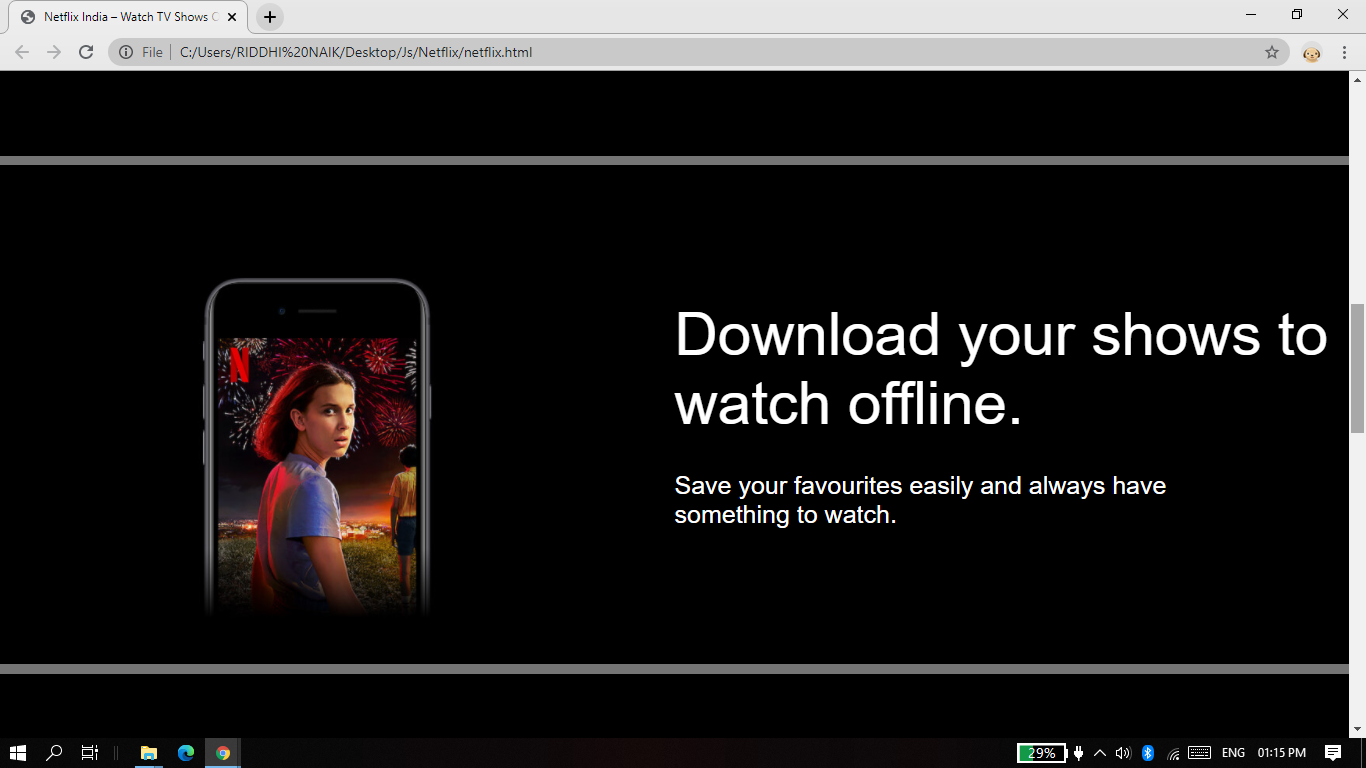 Netflix India – Watch TV Shows O
File
C:/Users/RIDDHI%20NAIK/Desktop/Js/Netflix/netflix.html
N
Download your shows to
watch offline.
Save your favourites easily and always have
something to watch.
29%
ENG
01:15 PM